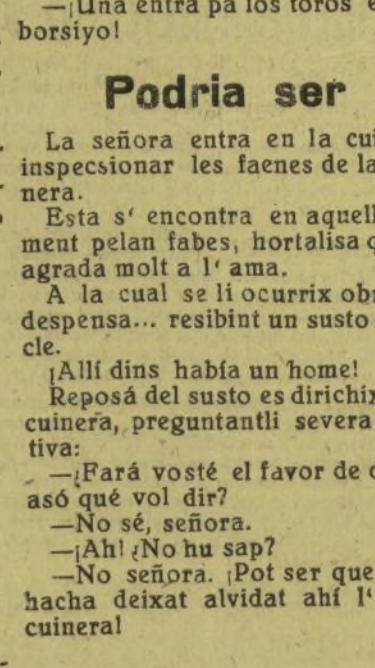 —¡Una entra pa los toros e
borsiyo!
Podria ser
La señora entra en la cui
inspecsionar les faenes de la
nera.
Esta s‘ encontra en aquell
ment pelan fabes, hortalisa q
agrada molt a l‘ ama.
A la cual se li ocurrix obr
despensa... resibint un susto
cle.
¡Allí dins había un home!
Reposá del susto es dirichix
cuinera, preguntantli severa
tiva:
—¿Fará vosté el favor de d
asó qué vol dir?
—No sé, señora.
—¡Ah! ¿No hu sap?
—No señora. ¡Pot ser que
hacha deixat alvidat ahí l‘
cuinera!